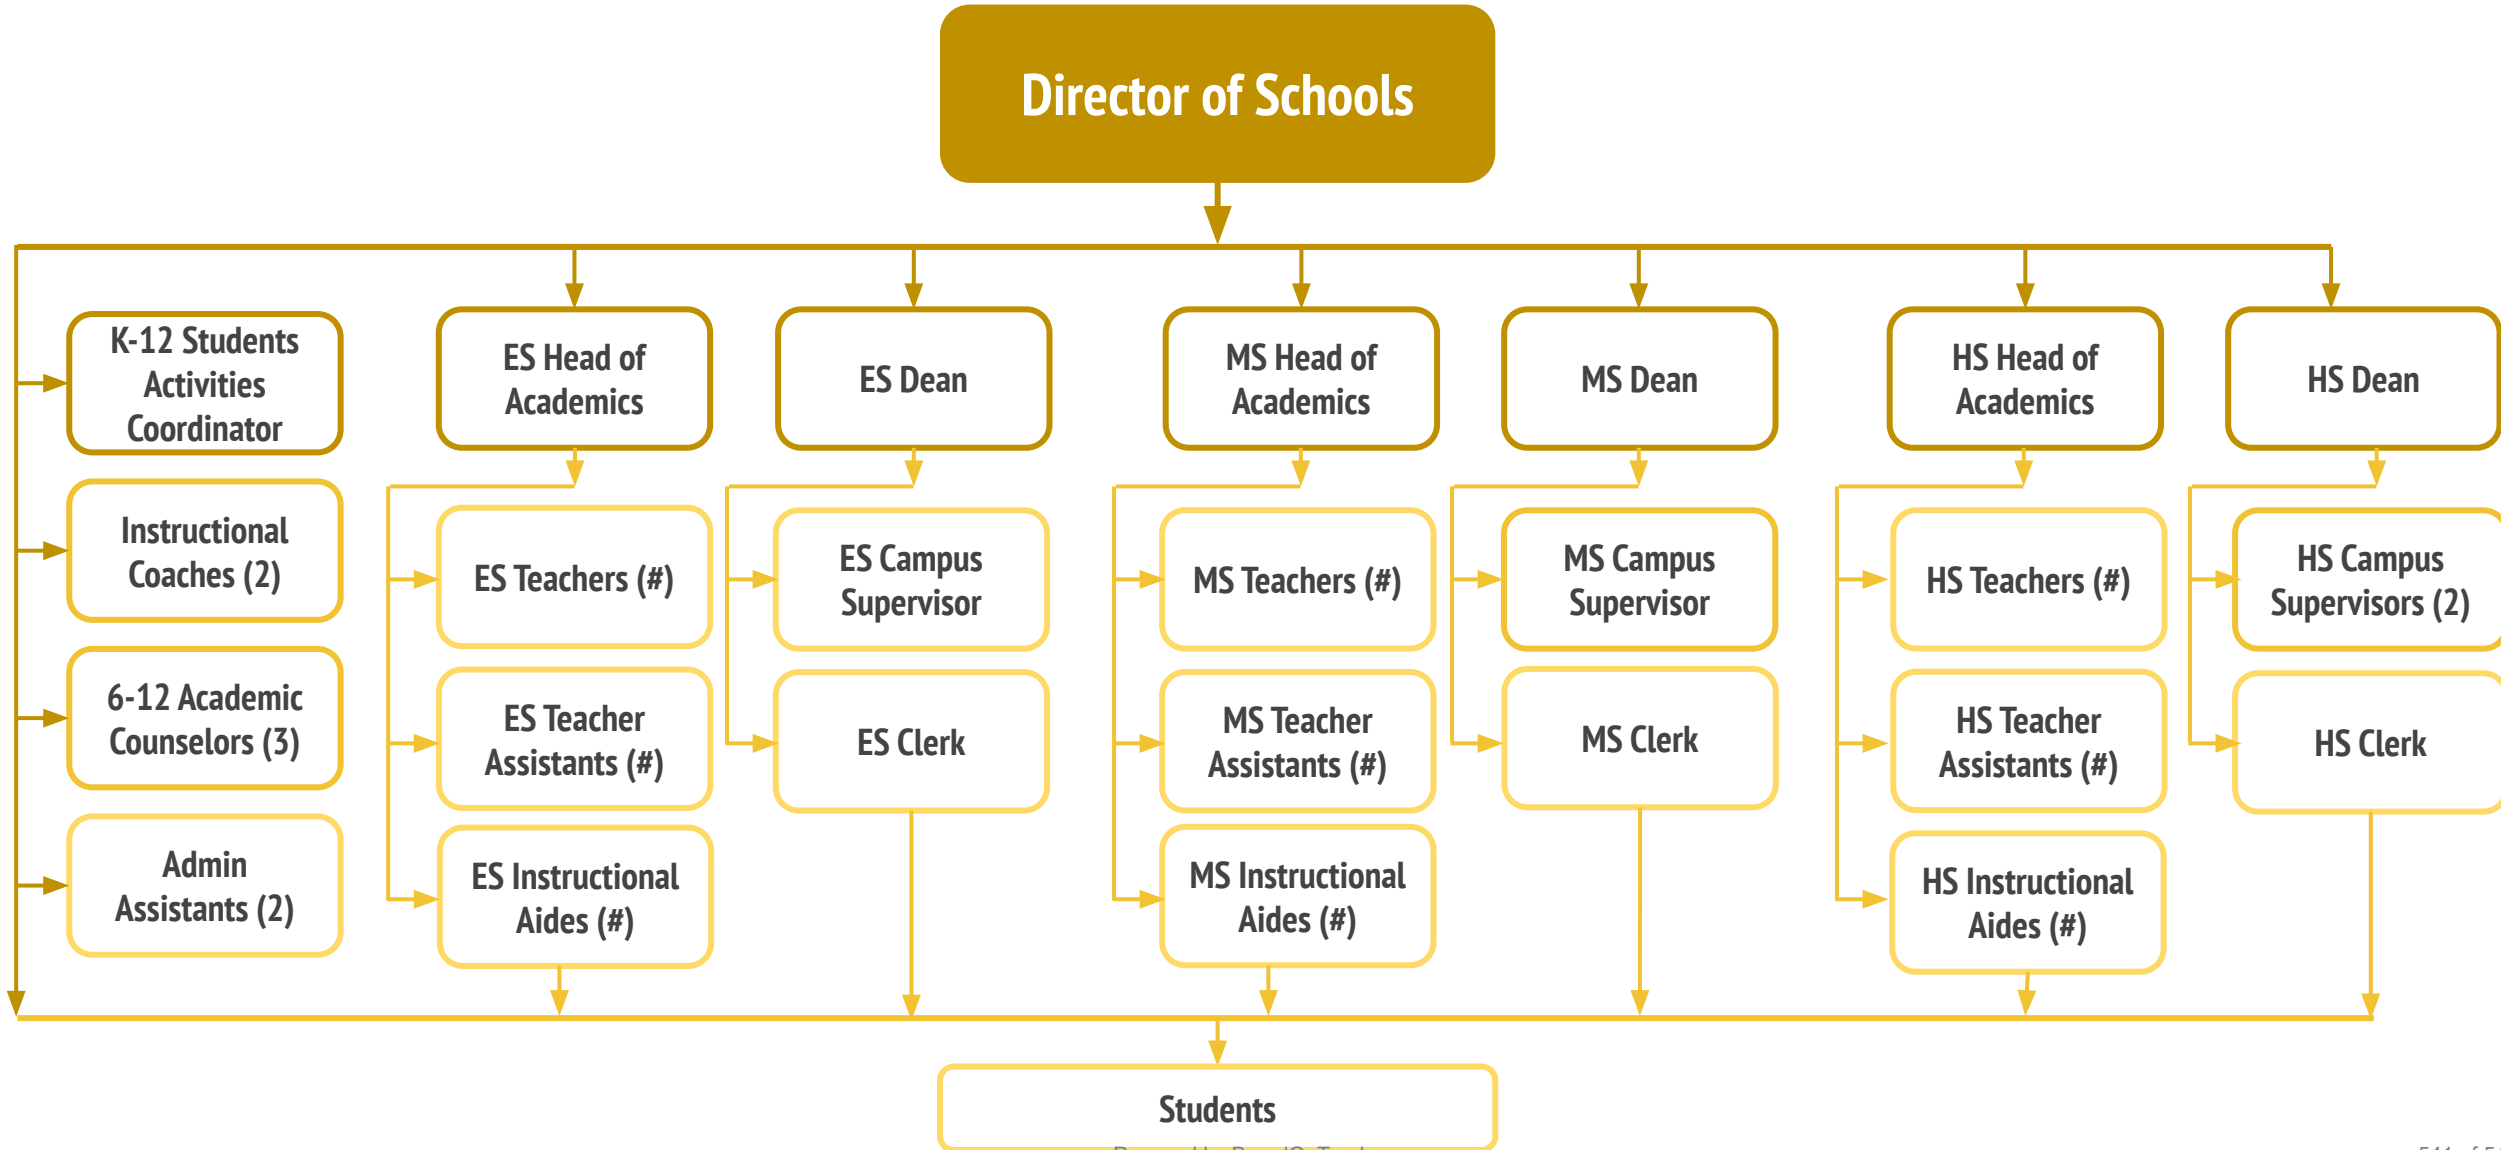 Director of Schools
K-12 Students
Activities
Coordinator
ES Head of
Academics
ES Dean
MS Head of
Academics
MS Dean
HS Head of
Academics
HS Dean
Instructional
Coaches (2)
ES Teachers (#)
ES Campus
Supervisor
MS Teachers (#)
MS Campus
Supervisor
HS Teachers (#)
HS Campus
Supervisors (2)
6-12 Academic
Counselors (3)
ES Teacher
Assistants (#)
ES Clerk
MS Teacher
Assistants (#)
MS Clerk
HS Teacher
Assistants (#)
HS Clerk
Admin
Assistants (2)
ES Instructional
Aides (#)
MS Instructional
Aides (#)
HS Instructional
Aides (#)
Students